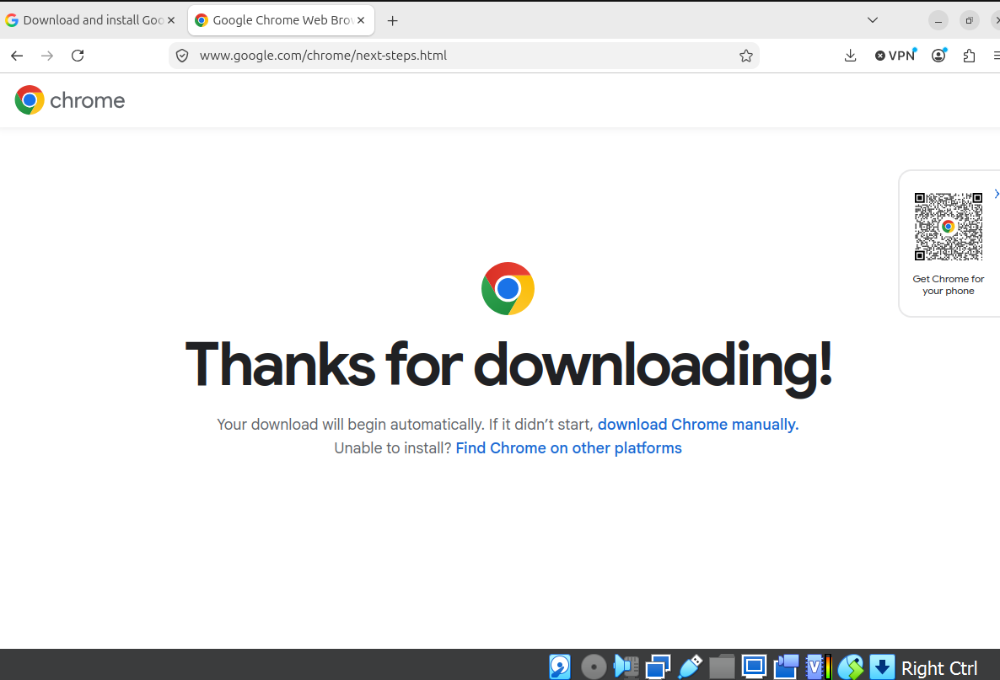 Download and install Goo
Google Chrome Web Brow
www.google.com/chrome/next-steps.html
VPN
chrome
Get Chrome for
your phone
Thanks for downloading!
Your download will begin automatically. If it didn’t start, download Chrome manually.
Unable to install? Find Chrome on other platforms
V
Right Ctrl